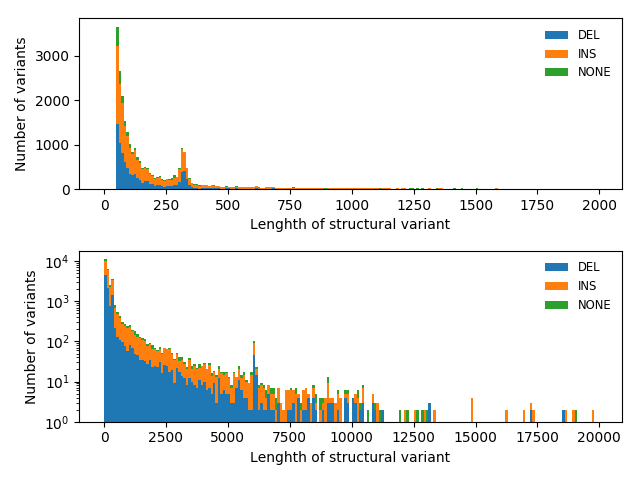 3000
2000
1000
0
Number of variants
DEL
INS
NONE
0 250 500 750 1000 1250 1500 1750 2000
Lenghth of structural variant
10^4
10^3
10^2
10^1
10^0
Number of variants
DEL
INS
NONE
0 2500 5000 7500 10000 12500 15000 17500 20000
Lenghth of structural variant